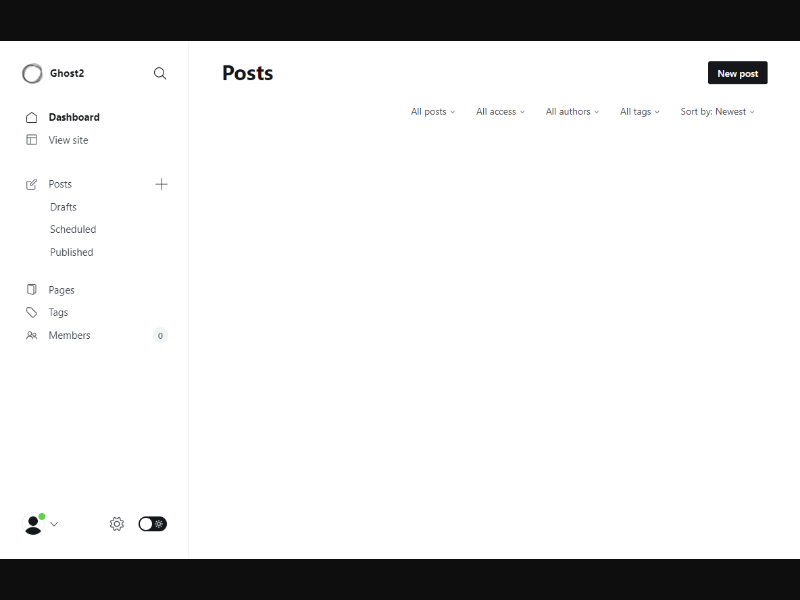 Ghost2
Dashboard
View site
Posts
Drafts
Scheduled
Published
Pages
Tags
Members 0
Posts
New post
All posts All access All authors All tags Sort by: Newest